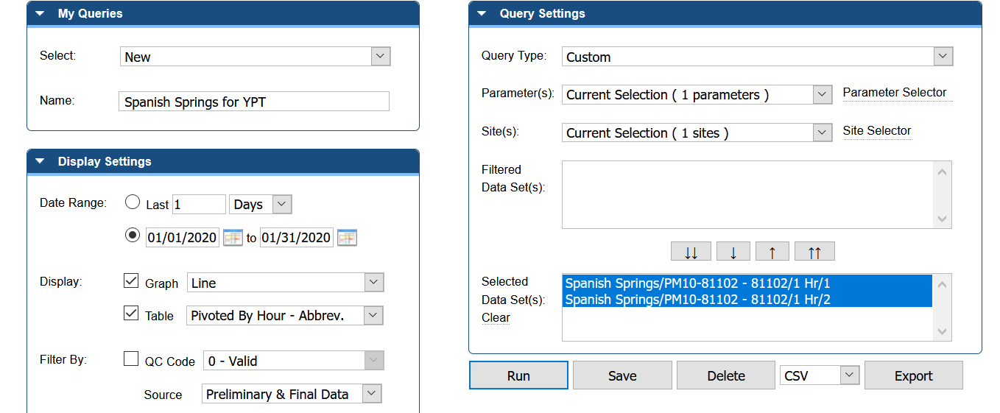 My Queries
Select:
New
Name:
Spanish Springs for YPT
Display Settings
Date Range:
Last 1 Days
01/01/2020 to 01/31/2020
Display:
Graph Line
Table Pivoted By Hour - Abbrev.
Filter By:
QC Code 0 - Valid
Source Preliminary & Final Data
Query Settings
Query Type: Custom
Parameter(s): Current Selection ( 1 parameters ) Parameter Selector
Site(s): Current Selection ( 1 sites ) Site Selector
Filtered
Data Set(s):
↓↓ ↓ ↑ ↑↑
Selected
Data Set(s):
Clear
Spanish Springs/PM10-81102 - 81102/1 Hr/1
Spanish Springs/PM10-81102 - 81102/1 Hr/2
Run Save Delete CSV Export